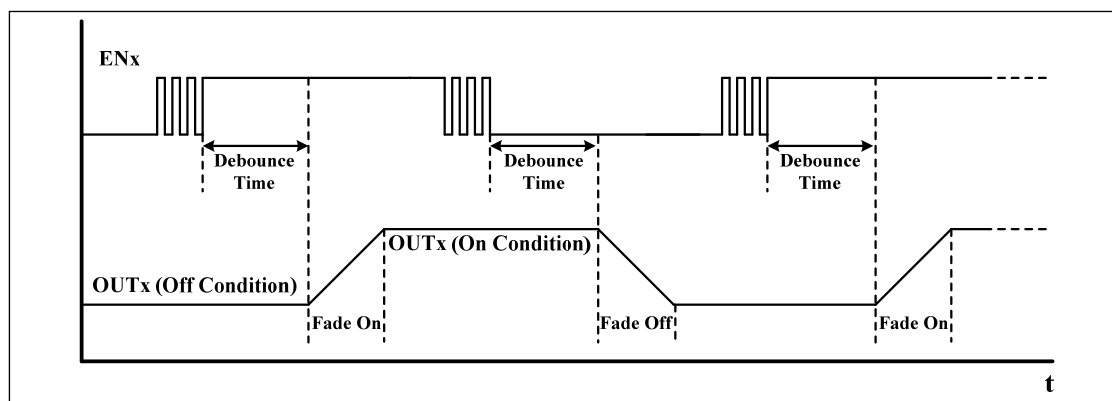 ENx
Debounce
Time
Debounce
Time
Debounce
Time
OUTx (On Condition)
OUTx (Off Condition)
Fade On
Fade Off
Fade On
t